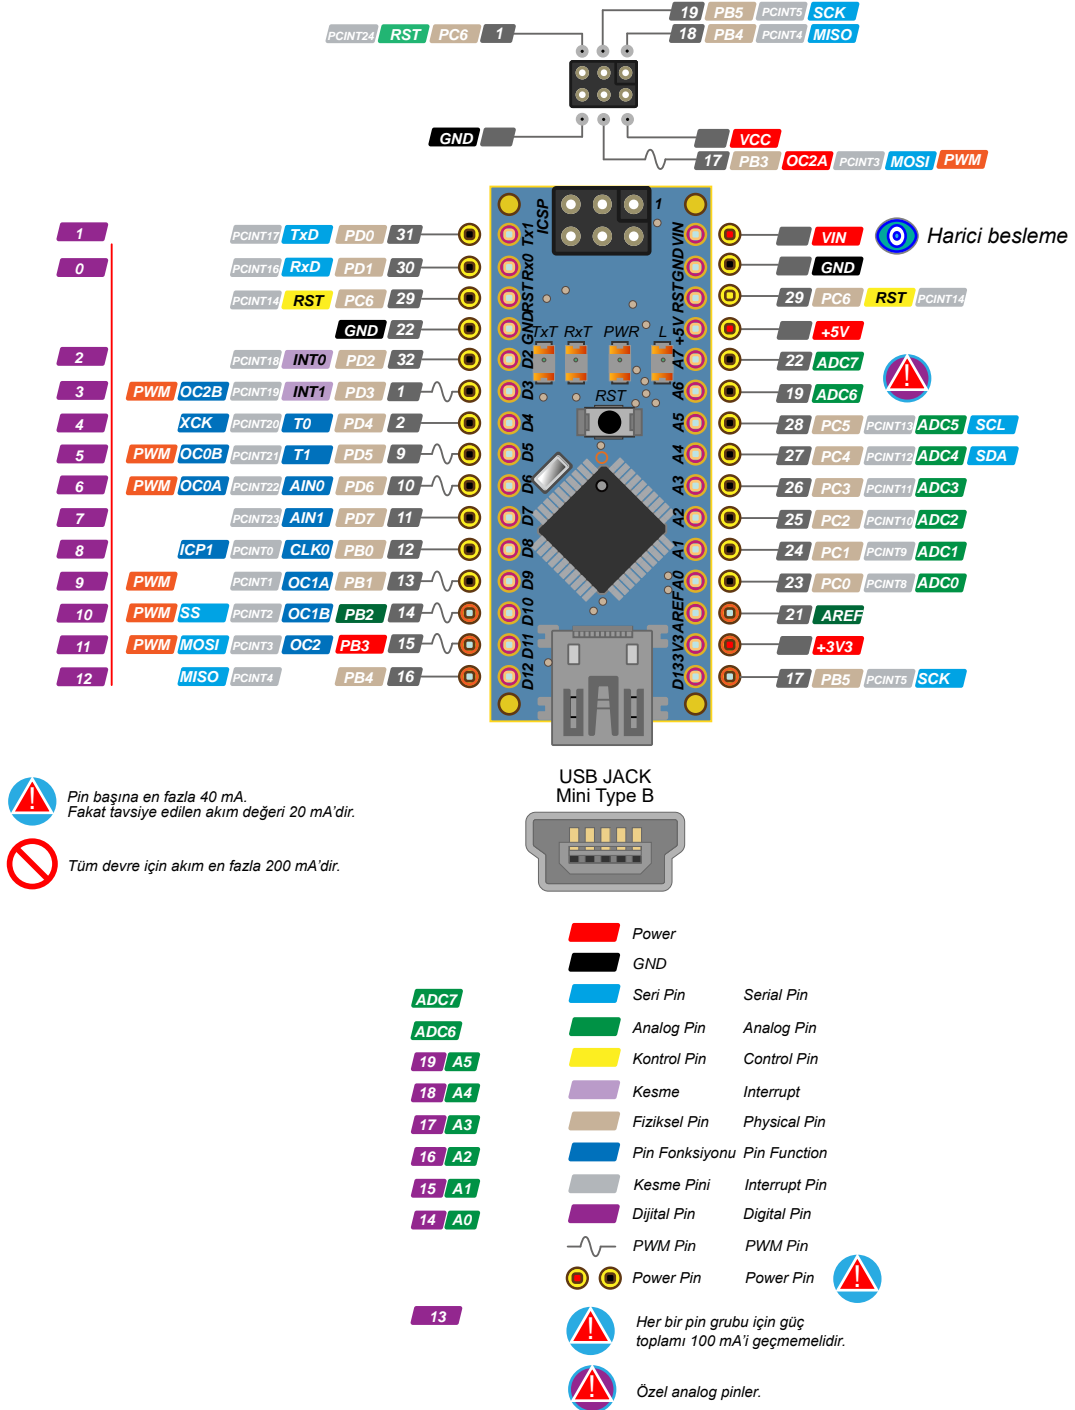 19 PB5 PCINT5 SCK
PCINT24 RST PC6 1
18 PB4 PCINT4 MISO
GND
VCC
17 PB3 OC2A PCINT3 MOSI PWM
ICSP
1
1 PCINT17 TxD PD0 31 Tx1
VIN VIN Harici besleme
0 PCINT16 RxD PD1 30 Rx0
GND GND
PCINT14 RST PC6 29 RST
RST 29 PC6 RST PCINT14
GND 22 GND
+5V +5V
TxT RxT PWR L
2 PCINT18 INT0 PD2 32 D2
A7 22 ADC7
3 PWM OC2B PCINT19 INT1 PD3 1 D3
A6 19 ADC6
RST
4 XCK PCINT20 T0 PD4 2 D4
A5 28 PC5 PCINT13 ADC5 SCL
5 PWM OC0B PCINT21 T1 PD5 9 D5
A4 27 PC4 PCINT12 ADC4 SDA
6 PWM OC0A PCINT22 AIN0 PD6 10 D6
A3 26 PC3 PCINT11 ADC3
7 PCINT23 AIN1 PD7 11 D7
A2 25 PC2 PCINT10 ADC2
8 ICP1 PCINT0 CLK0 PB0 12 D8
A1 24 PC1 PCINT9 ADC1
9 PWM PCINT1 OC1A PB1 13 D9
A0 23 PC0 PCINT8 ADC0
10 PWM SS PCINT2 OC1B PB2 14 D10
AREF 21 AREF
11 PWM MOSI PCINT3 OC2 PB3 15 D11
3V3 +3V3
12 MISO PCINT4 PB4 16 D12
D13 17 PB5 PCINT5 SCK
USB JACK
Mini Type B
Pin başına en fazla 40 mA.
Fakat tavsiye edilen akım değeri 20 mA'dir.
Tüm devre için akım en fazla 200 mA'dir.
Power
GND
ADC7
Seri Pin Serial Pin
ADC6
Analog Pin Analog Pin
19 A5
Kontrol Pin Control Pin
18 A4
Kesme Interrupt
17 A3
Fiziksel Pin Physical Pin
16 A2
Pin Fonksiyonu Pin Function
15 A1
Kesme Pini Interrupt Pin
14 A0
Dijital Pin Digital Pin
PWM Pin PWM Pin
Power Pin Power Pin
13
Her bir pin grubu için güç
toplamı 100 mA'i geçmemelidir.
Özel analog pinler.